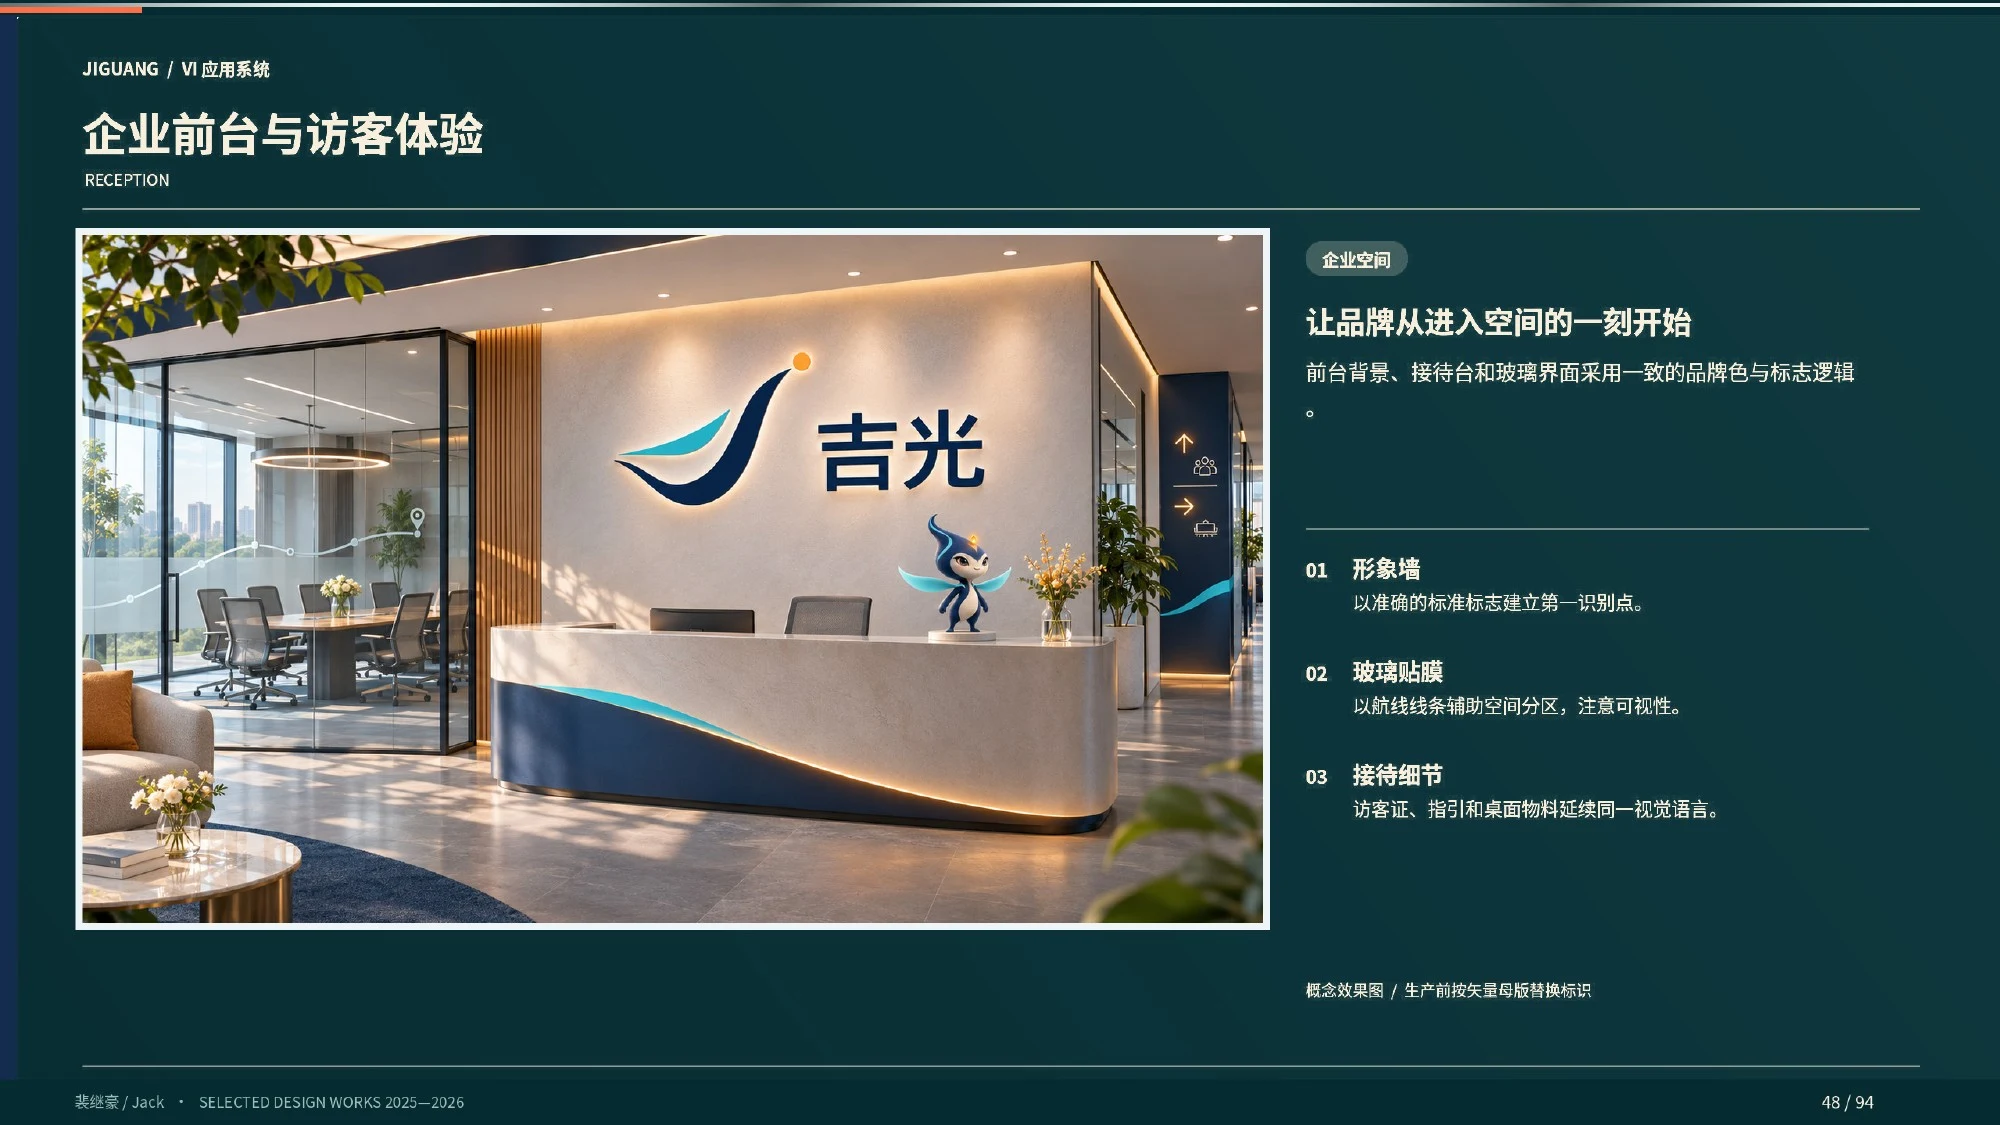 JIGUANG / VI 应用系统
企业前台与访客体验
RECEPTION
吉光
企业空间
让品牌从进入空间的一刻开始
前台背景、接待台和玻璃界面采用一致的品牌色与标志逻辑
。
01 形象墙
以准确的标准标志建立第一识别点。
02 玻璃贴膜
以航线线条辅助空间分区，注意可视性。
03 接待细节
访客证、指引和桌面物料延续同一视觉语言。
概念效果图 / 生产前按矢量母版替换标识
裴继豪 / Jack · SELECTED DESIGN WORKS 2025—2026
48 / 94